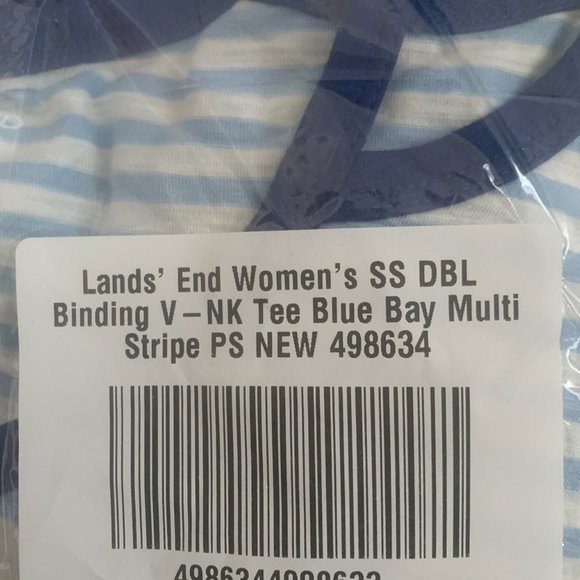 Lands' End Women's SS DBL
Binding V-NK Tee Blue Bay Multi
Stripe PS NEW 498634